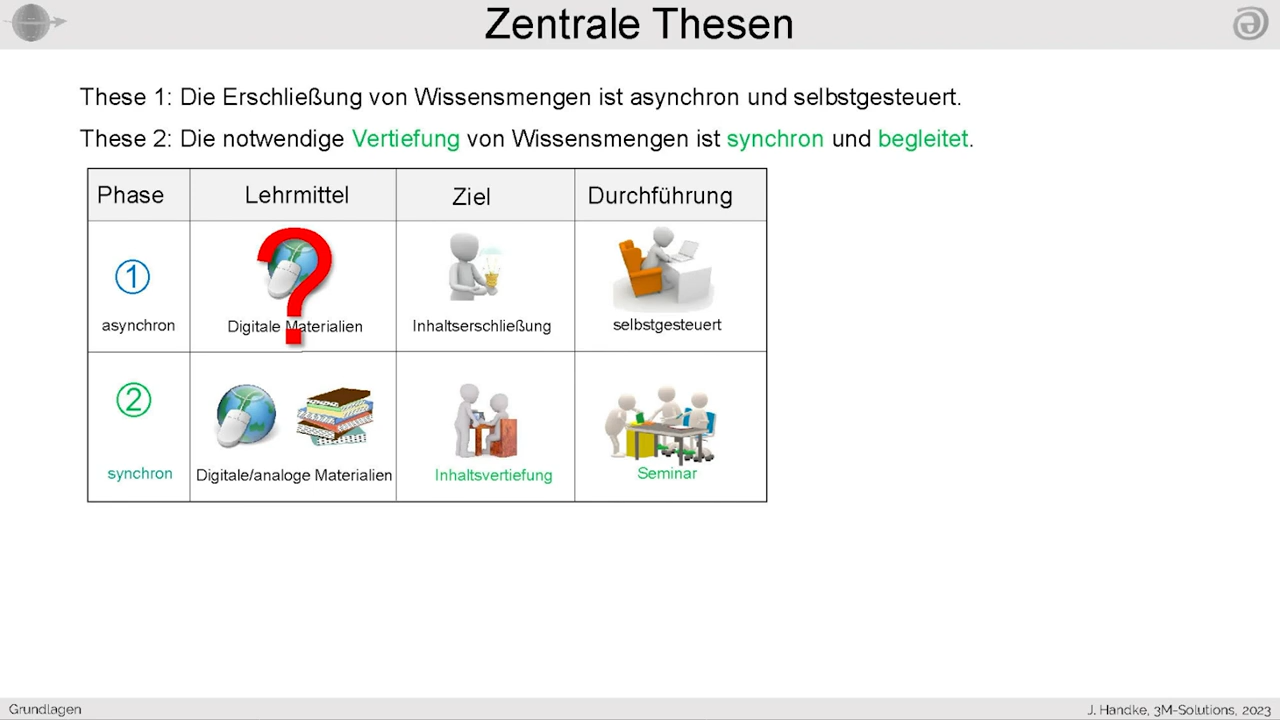 Zentrale Thesen
These 1: Die Erschließung von Wissensmengen ist asynchron und selbstgesteuert.
These 2: Die notwendige Vertiefung von Wissensmengen ist synchron und begleitet.
Phase Lehrmittel Ziel Durchführung
1 ?
asynchron Digitale Materialien Inhaltserschließung selbstgesteuert
2
synchron Digitale/analoge Materialien Inhaltsvertiefung Seminar
Grundlagen J. Handke, 3M-Solutions, 2023